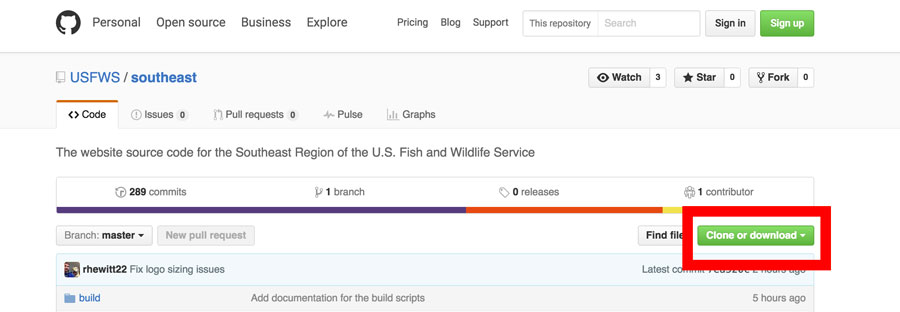 Personal Open source Business Explore Pricing Blog Support This repository Search Sign in Sign up
USFWS / southeast Watch 3 Star 0 Fork 0
Code Issues 0 Pull requests 0 Pulse Graphs
The website source code for the Southeast Region of the U.S. Fish and Wildlife Service
289 commits 1 branch 0 releases 1 contributor
Branch: master New pull request Find file Clone or download
rhewitt22 Fix logo sizing issues Latest commit 2 hours ago
build Add documentation for the build scripts 5 hours ago